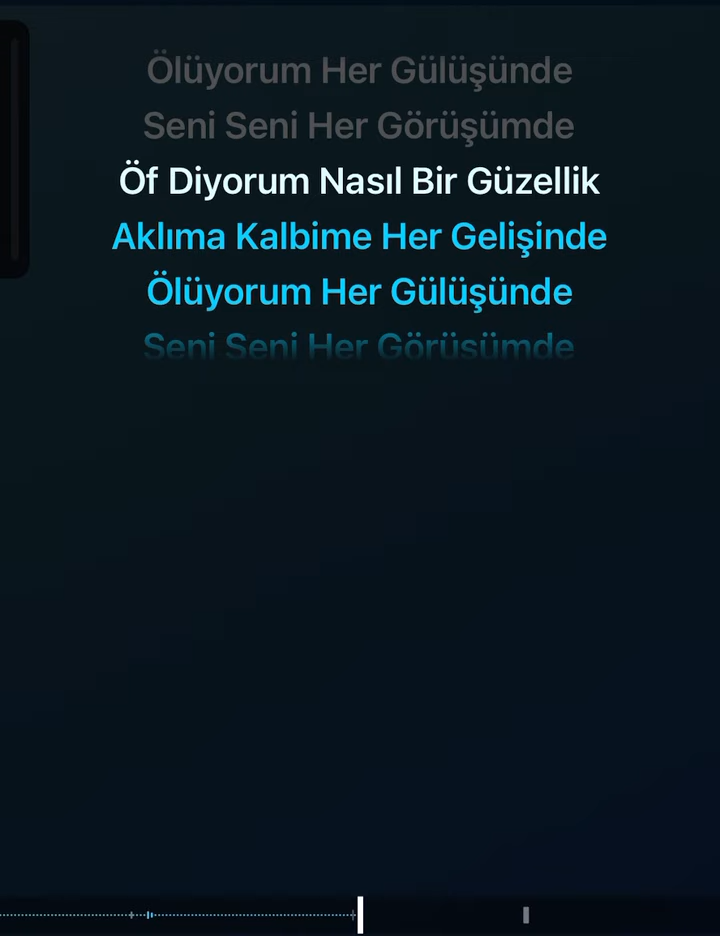 Ölüyorum Her Gülüşünde
Seni Seni Her Görüşümde
Öf Diyorum Nasıl Bir Güzellik
Aklıma Kalbime Her Gelişinde
Ölüyorum Her Gülüşünde
Seni Seni Her Görüşümde